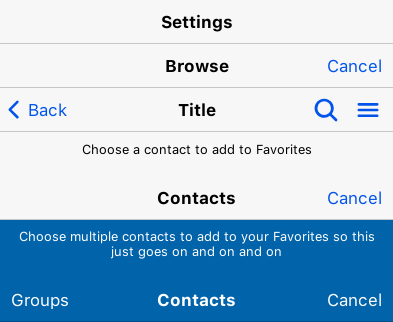 Settings
Browse Cancel
Back Title
Choose a contact to add to Favorites
Contacts Cancel
Choose multiple contacts to add to your Favorites so this
just goes on and on and on
Groups Contacts Cancel